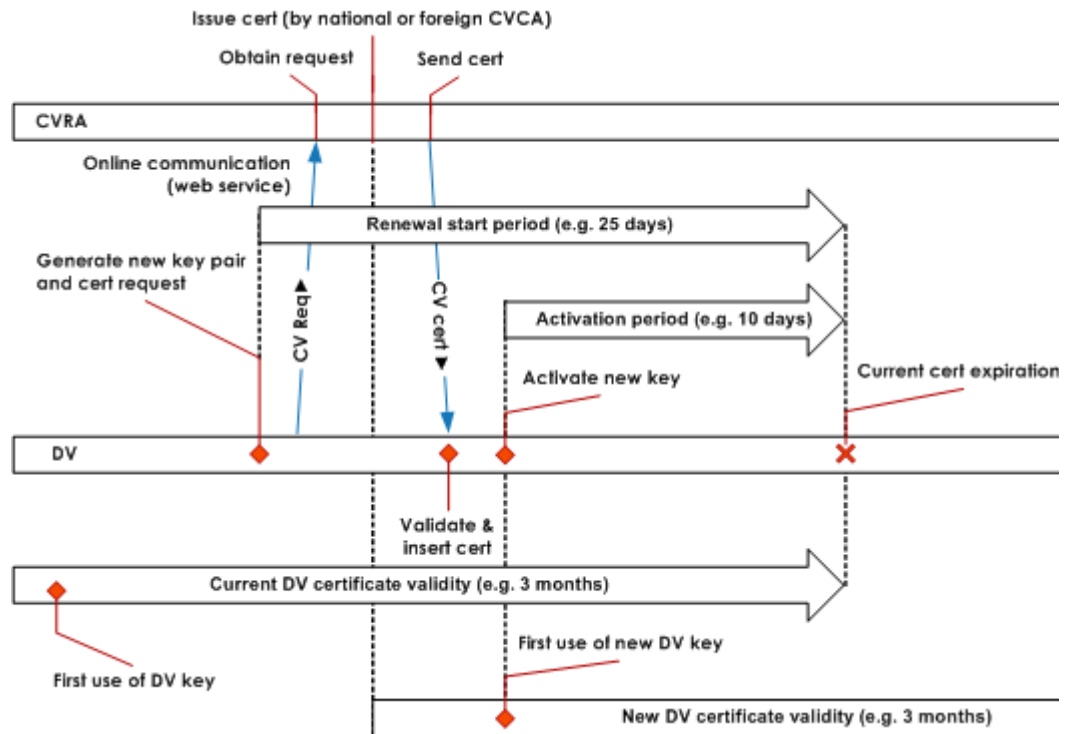 Issue cert (by national or foreign CVCA)
Obtain request
Send cert
CVRA
Online communication
(web service)
Renewal start period (e.g. 25 days)
Generate new key pair
and cert request
CV Req▶
CV cert ▶
Activation period (e.g. 10 days)
Activate new key
Current cert expiration
DV
Validate &
insert cert
Current DV certificate validity (e.g. 3 months)
First use of new DV key
First use of DV key
New DV certificate validity (e.g. 3 months)